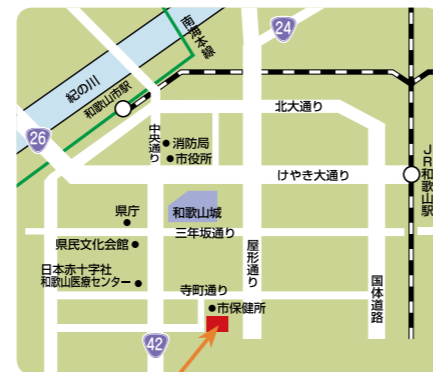 南海本線
24
紀の川
和歌山市駅
26
北大通り
中央通り
消防局
市役所
けやき大通り
JR和歌山駅
県庁
和歌山城
三年坂通り
県民文化会館
屋形通り
日本赤十字社
和歌山医療センター
寺町通り
国体道路
市保健所
42